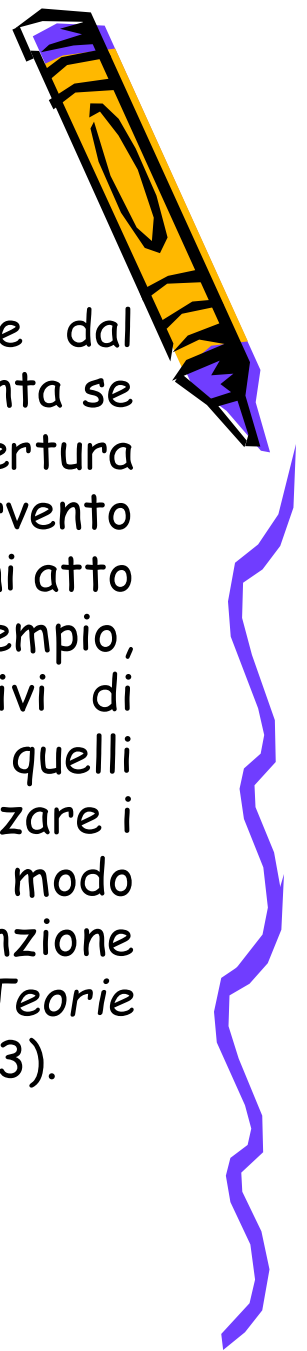 e dal
nta se
ertura
rvento
ni atto
empio,
ivi di
quelli
zare i
modo
nzione
Teorie
3).